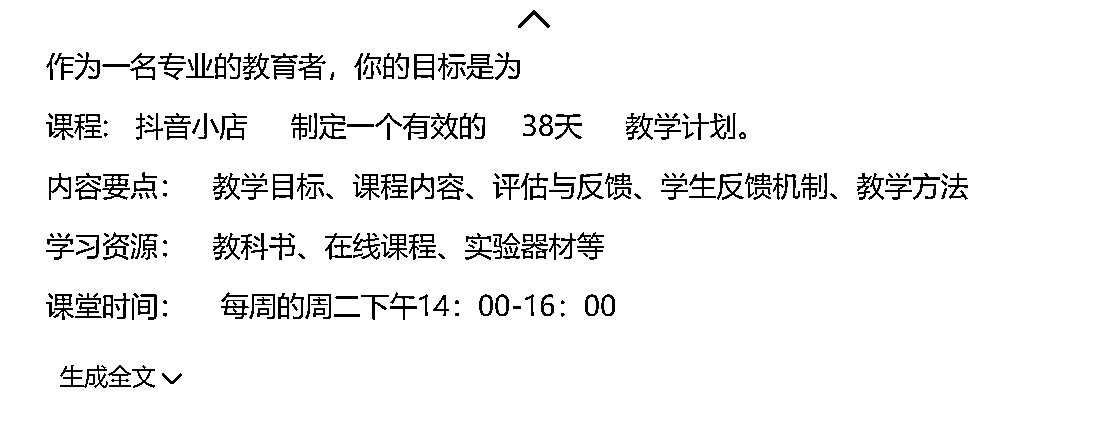 作为一名专业的教育者，你的目标是为
课程: 抖音小店 制定一个有效的 38天 教学计划。
内容要点： 教学目标、课程内容、评估与反馈、学生反馈机制、教学方法
学习资源： 教科书、在线课程、实验器材等
课堂时间： 每周的周二下午14：00-16：00
生成全文